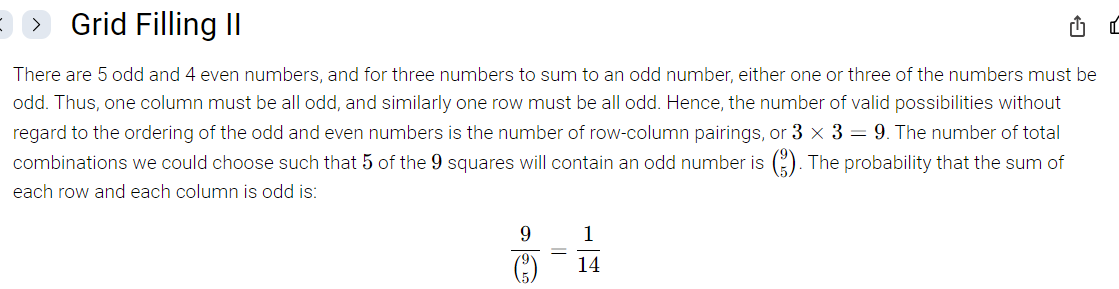 Grid Filling II
There are 5 odd and 4 even numbers, and for three numbers to sum to an odd number, either one or three of the numbers must be
odd. Thus, one column must be all odd, and similarly one row must be all odd. Hence, the number of valid possibilities without
regard to the ordering of the odd and even numbers is the number of row-column pairings, or 3 × 3 = 9. The number of total
combinations we could choose such that 5 of the 9 squares will contain an odd number is (9 5). The probability that the sum of
each row and each column is odd is:
9/(9 5) = 1/14